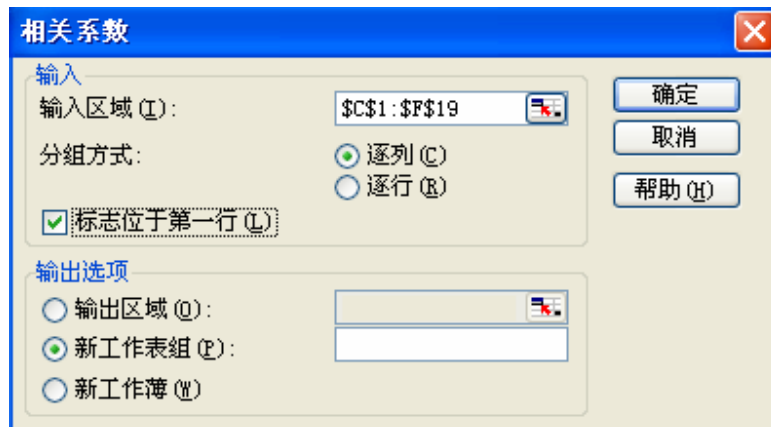 相关系数
输入
输入区域(I):
$C$1:$F$19
确定
取消
分组方式:
逐列(C)
逐行(R)
帮助(H)
标志位于第一行(L)
输出选项
输出区域(O):
新工作表组(P):
新工作薄(W)